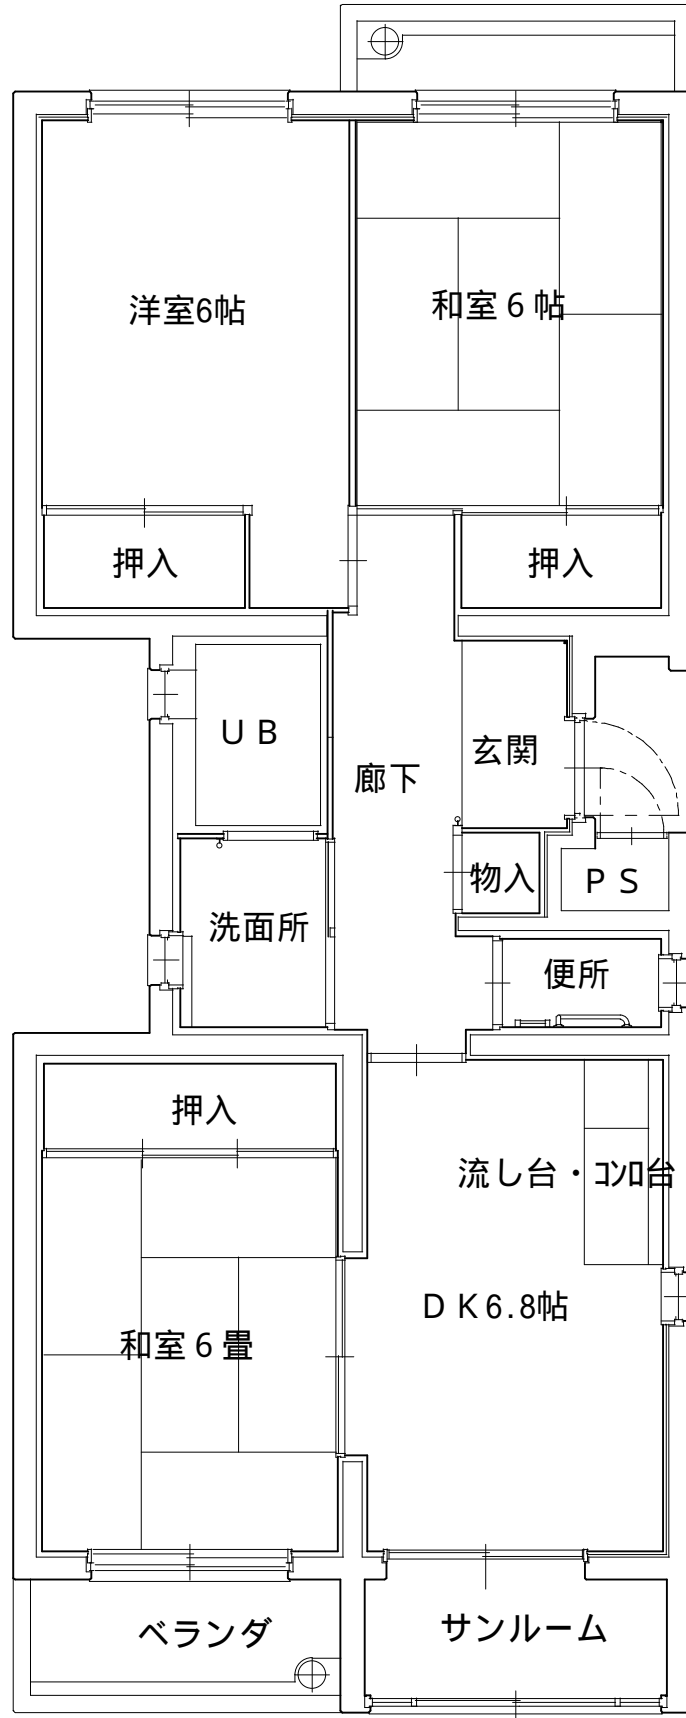 洋室6帖
和室６帖
押入
押入
ＵＢ
玄関
廊下
物入
ＰＳ
洗面所
便所
押入
流し台・ｺﾝﾛ台
ＤＫ6.8帖
和室６畳
ベランダ
サンルーム